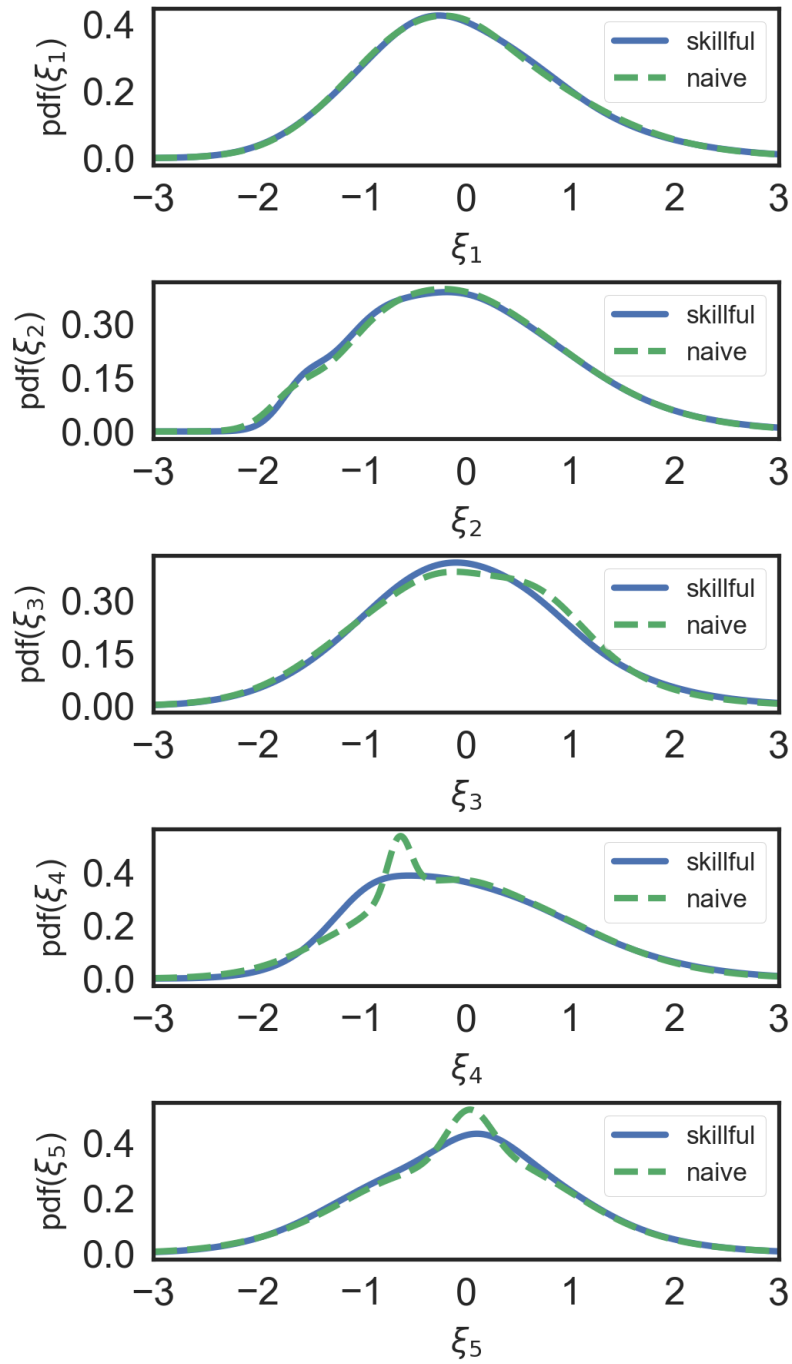 0.4
0.2
0.0
pdf(ξ₁)
skillful
naive
−3 −2 −1 0 1 2 3
ξ₁
0.30
0.15
0.00
pdf(ξ₂)
skillful
naive
−3 −2 −1 0 1 2 3
ξ₂
0.30
0.15
0.00
pdf(ξ₃)
skillful
naive
−3 −2 −1 0 1 2 3
ξ₃
0.4
0.2
0.0
pdf(ξ₄)
skillful
naive
−3 −2 −1 0 1 2 3
ξ₄
0.4
0.2
0.0
pdf(ξ₅)
skillful
naive
−3 −2 −1 0 1 2 3
ξ₅